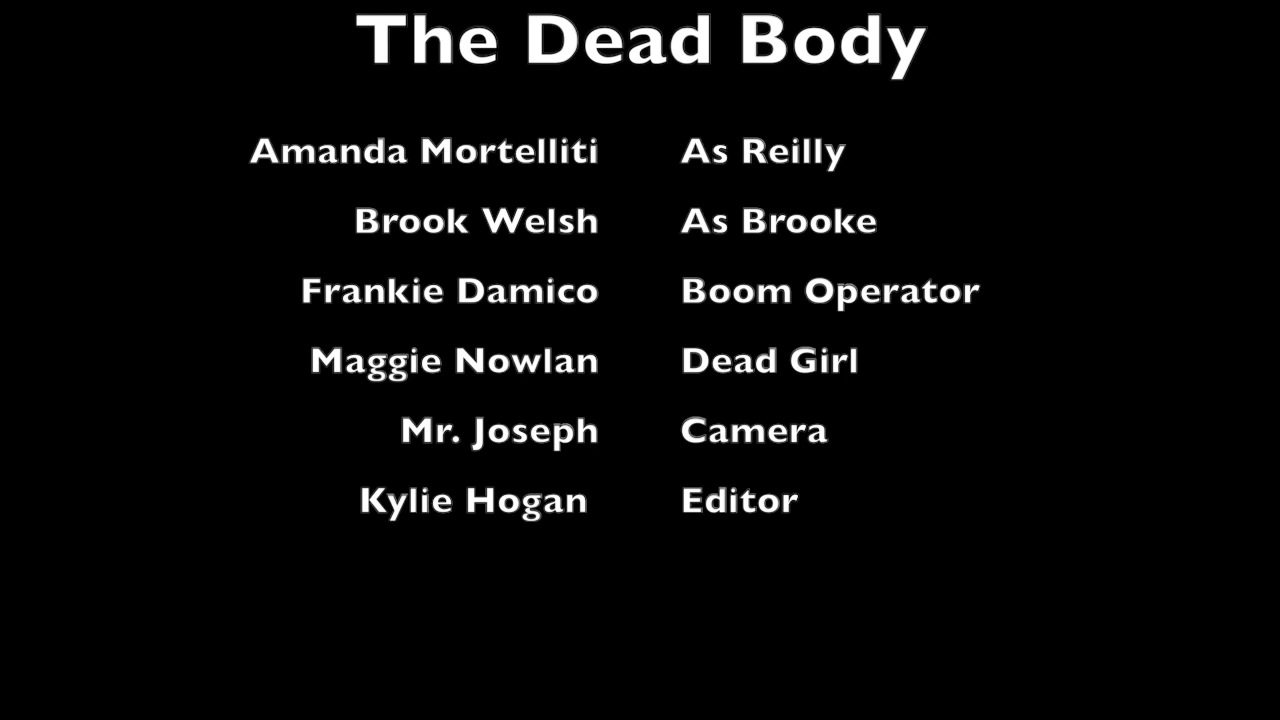 The Dead Body
Amanda Mortelliti As Reilly
Brook Welsh As Brooke
Frankie Damico Boom Operator
Maggie Nowlan Dead Girl
Mr. Joseph Camera
Kylie Hogan Editor